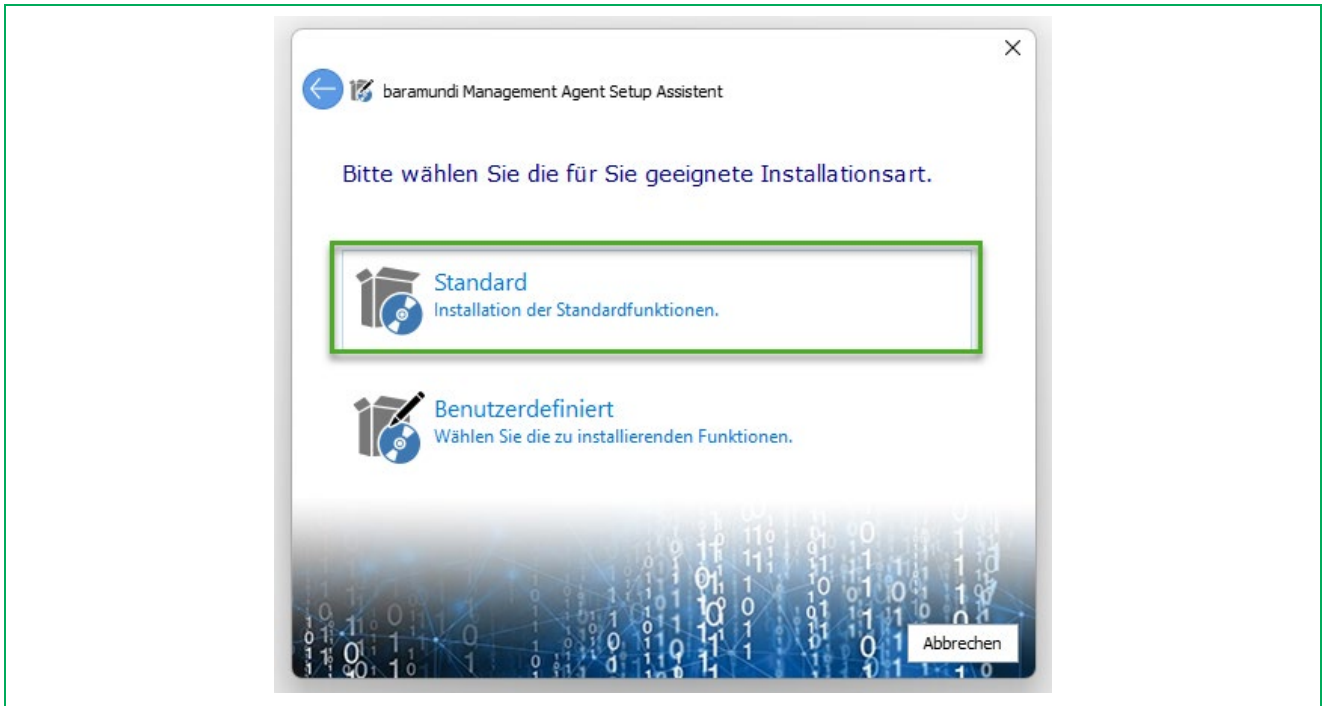 baramundi Management Agent Setup Assistent
Bitte wählen Sie die für Sie geeignete Installationsart.
Standard
Installation der Standardfunktionen.
Benutzerdefiniert
Wählen Sie die zu installierenden Funktionen.
Abbrechen